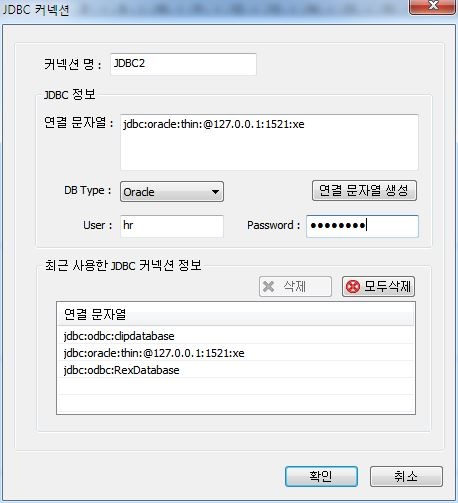 JDBC 커넥션
커넥션 명 : JDBC2
JDBC 정보
연결 문자열 : jdbc:oracle:thin:@127.0.0.1:1521:xe
DB Type : Oracle 연결 문자열 생성
User : hr Password : ●●●●●●●●
최근 사용한 JDBC 커넥션 정보
삭제 모두삭제
연결 문자열
jdbc:odbc:clipdatabase
jdbc:oracle:thin:@127.0.0.1:1521:xe
jdbc:odbc:RexDatabase
확인 취소